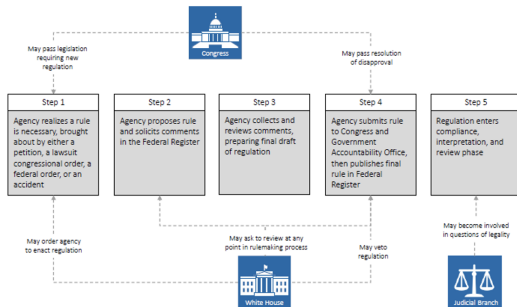 Congress
May pass legislation
requiring new
regulation
May pass resolution
of disapproval
Step 1
Agency realizes a rule
is necessary, brought
about by either a
petition, a lawsuit
congressional order, a
federal order, or an
accident
Step 2
Agency proposes rule
and solicits comments
in the Federal Register
Step 3
Agency collects and
reviews comments,
preparing final draft
of regulation
Step 4
Agency submits rule
to Congress and
Government
Accountability Office,
then publishes final
rule in Federal
Register
Step 5
Regulation enters
compliance,
interpretation, and
review phase
May order agency
to enact regulation
May ask to review at any
point in rulemaking process
May veto
regulation
May become involved
in questions of legality
White House
Judicial Branch